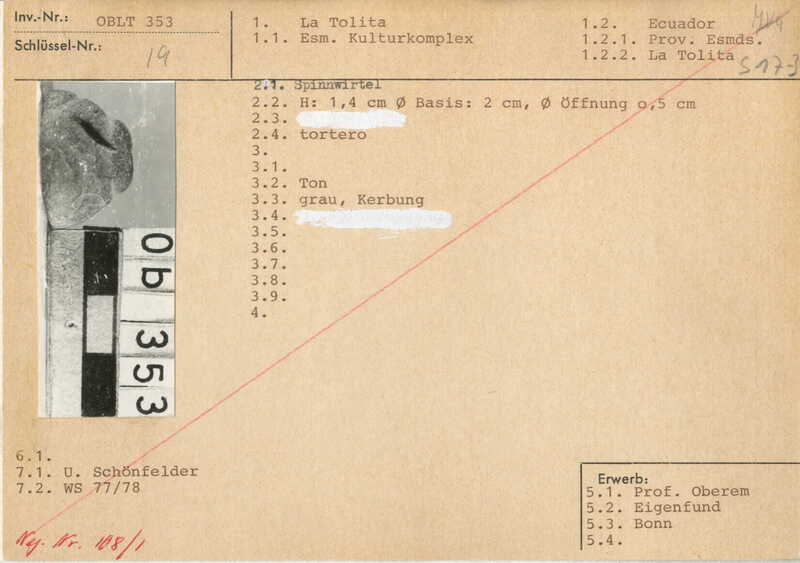 Inv.-Nr.: OBLT 353
Schlüssel-Nr.: 19
1. La Tolita
1.1. Esm. Kulturkomplex
1.2. Ecuador
1.2.1. Prov. Esmds.
1.2.2. La Tolita
S 17-3
2.1. Spinnwirtel
2.2. H: 1,4 cm Ø Basis: 2 cm, Ø Öffnung o,5 cm
2.3.
2.4. tortero
3.
3.1.
3.2. Ton
3.3. grau, Kerbung
3.4.
3.5.
3.6.
3.7.
3.8.
3.9.
4.
Ob 353
6.1.
7.1. U. Schönfelder
7.2. WS 77/78
Erwerb:
5.1. Prof. Oberem
5.2. Eigenfund
5.3. Bonn
5.4.
Nr. 108/1